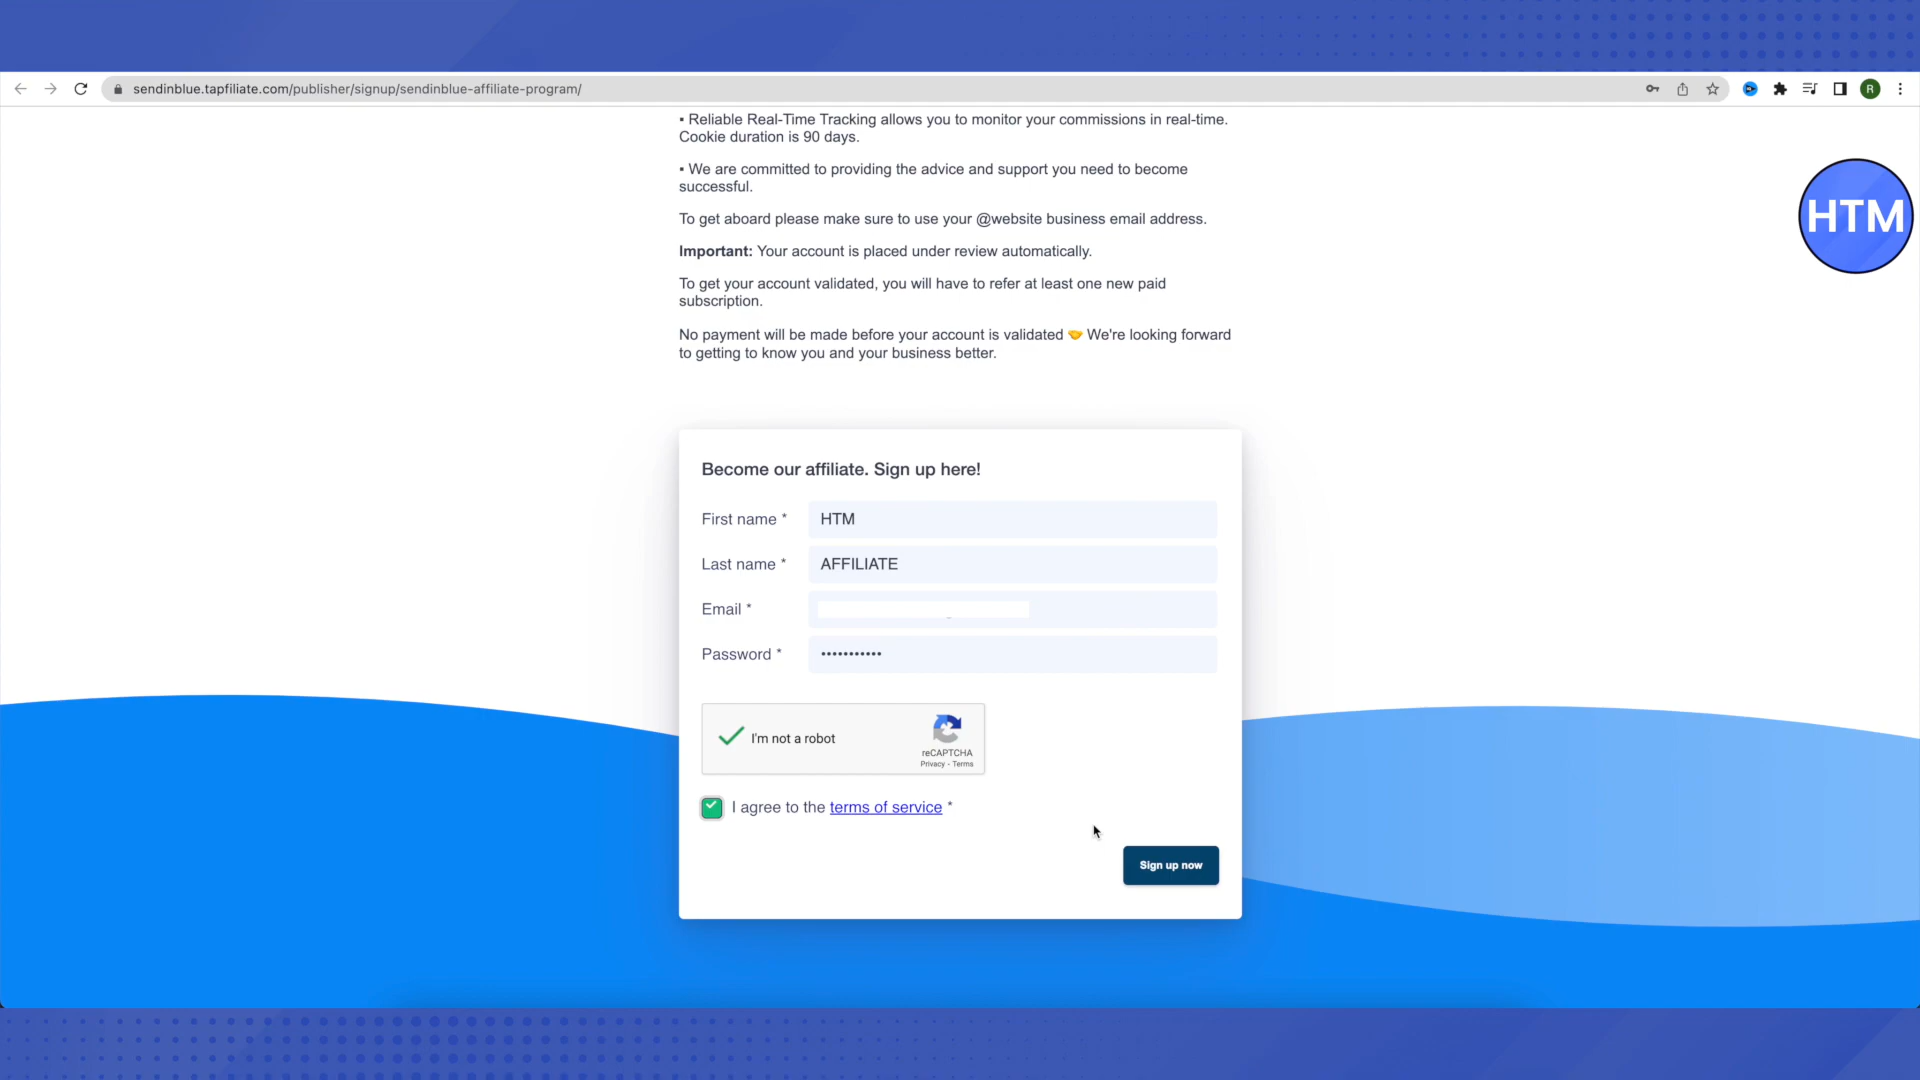 sendinblue.tapfiliate.com/publisher/signup/sendinblue-affiliate-program/
R
▪ Reliable Real-Time Tracking allows you to monitor your commissions in real-time.
Cookie duration is 90 days.
▪ We are committed to providing the advice and support you need to become
successful.
To get aboard please make sure to use your @website business email address.
Important: Your account is placed under review automatically.
To get your account validated, you will have to refer at least one new paid
subscription.
No payment will be made before your account is validated 🤝 We're looking forward
to getting to know you and your business better.
HTM
Become our affiliate. Sign up here!
First name * HTM
Last name * AFFILIATE
Email *
Password * •••••••••••
I'm not a robot
reCAPTCHA
Privacy - Terms
I agree to the terms of service *
Sign up now